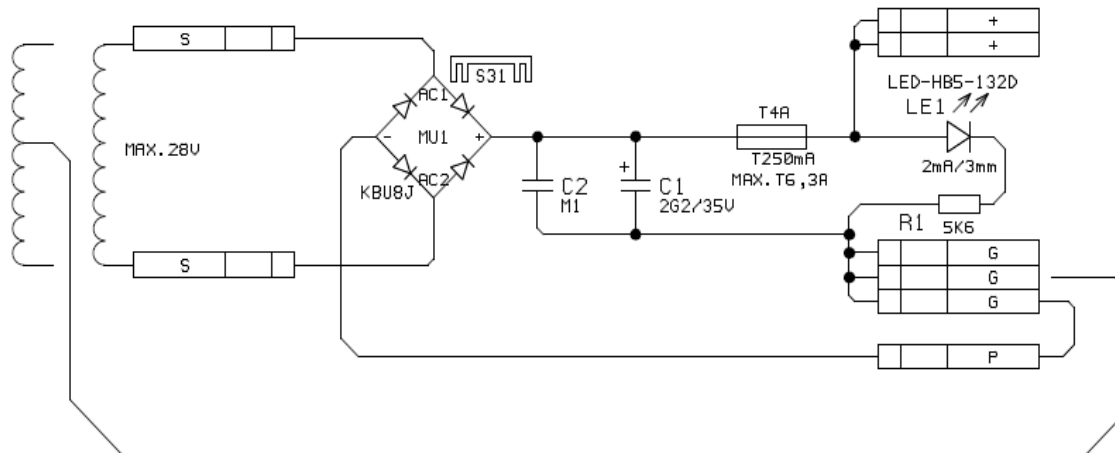 S
+
+
S31
LED-HB5-132D
LE1
AC1
T4A
MAX.28V
-
MU1
+
T250mA
2mA/3mm
MAX.T6,3A
KBU8J
AC2
C2
M1
+
C1
2G2/35V
R1
5K6
S
G
G
G
P